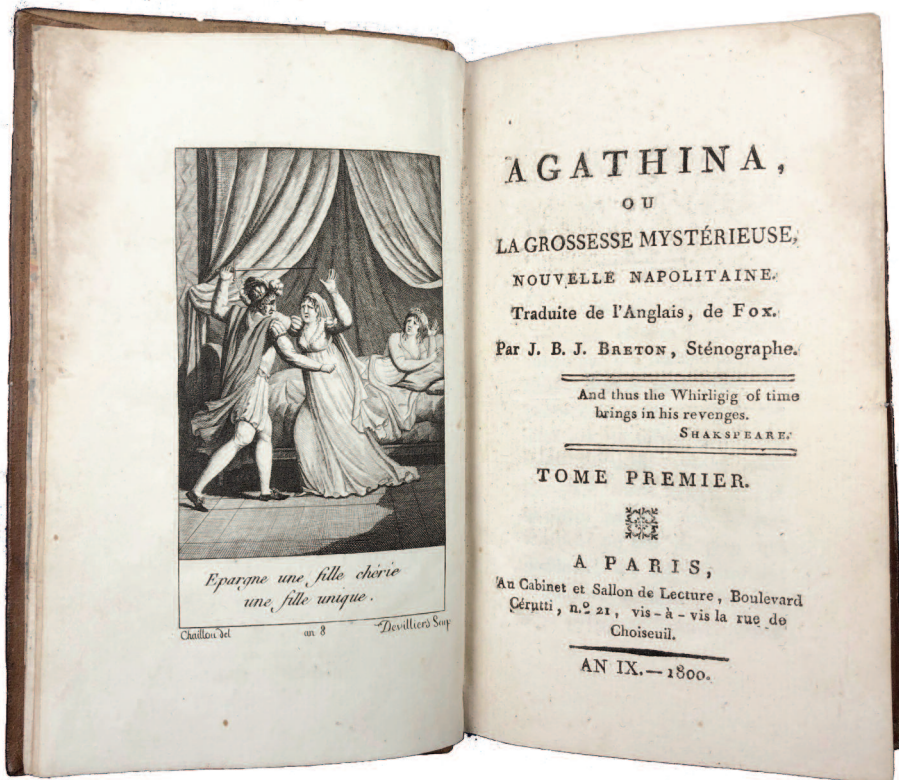 Epargne une fille chérie
une fille unique.
Chaillou del an 8 Devilliers Scup
AGATHINA,
OU
LA GROSSESSE MYSTÉRIEUSE,
NOUVELLE NAPOLITAINE.
Traduite de l'Anglais, de Fox.
Par J. B. J. BRETON, Sténographe.
And thus the Whirligig of time
brings in his revenges.
SHAKSPEARE.
TOME PREMIER.
A PARIS,
Au Cabinet et Sallon de Lecture, Boulevard
Cérutti, n.º 21, vis-à-vis la rue de
Choiseuil.
AN IX.—1800.